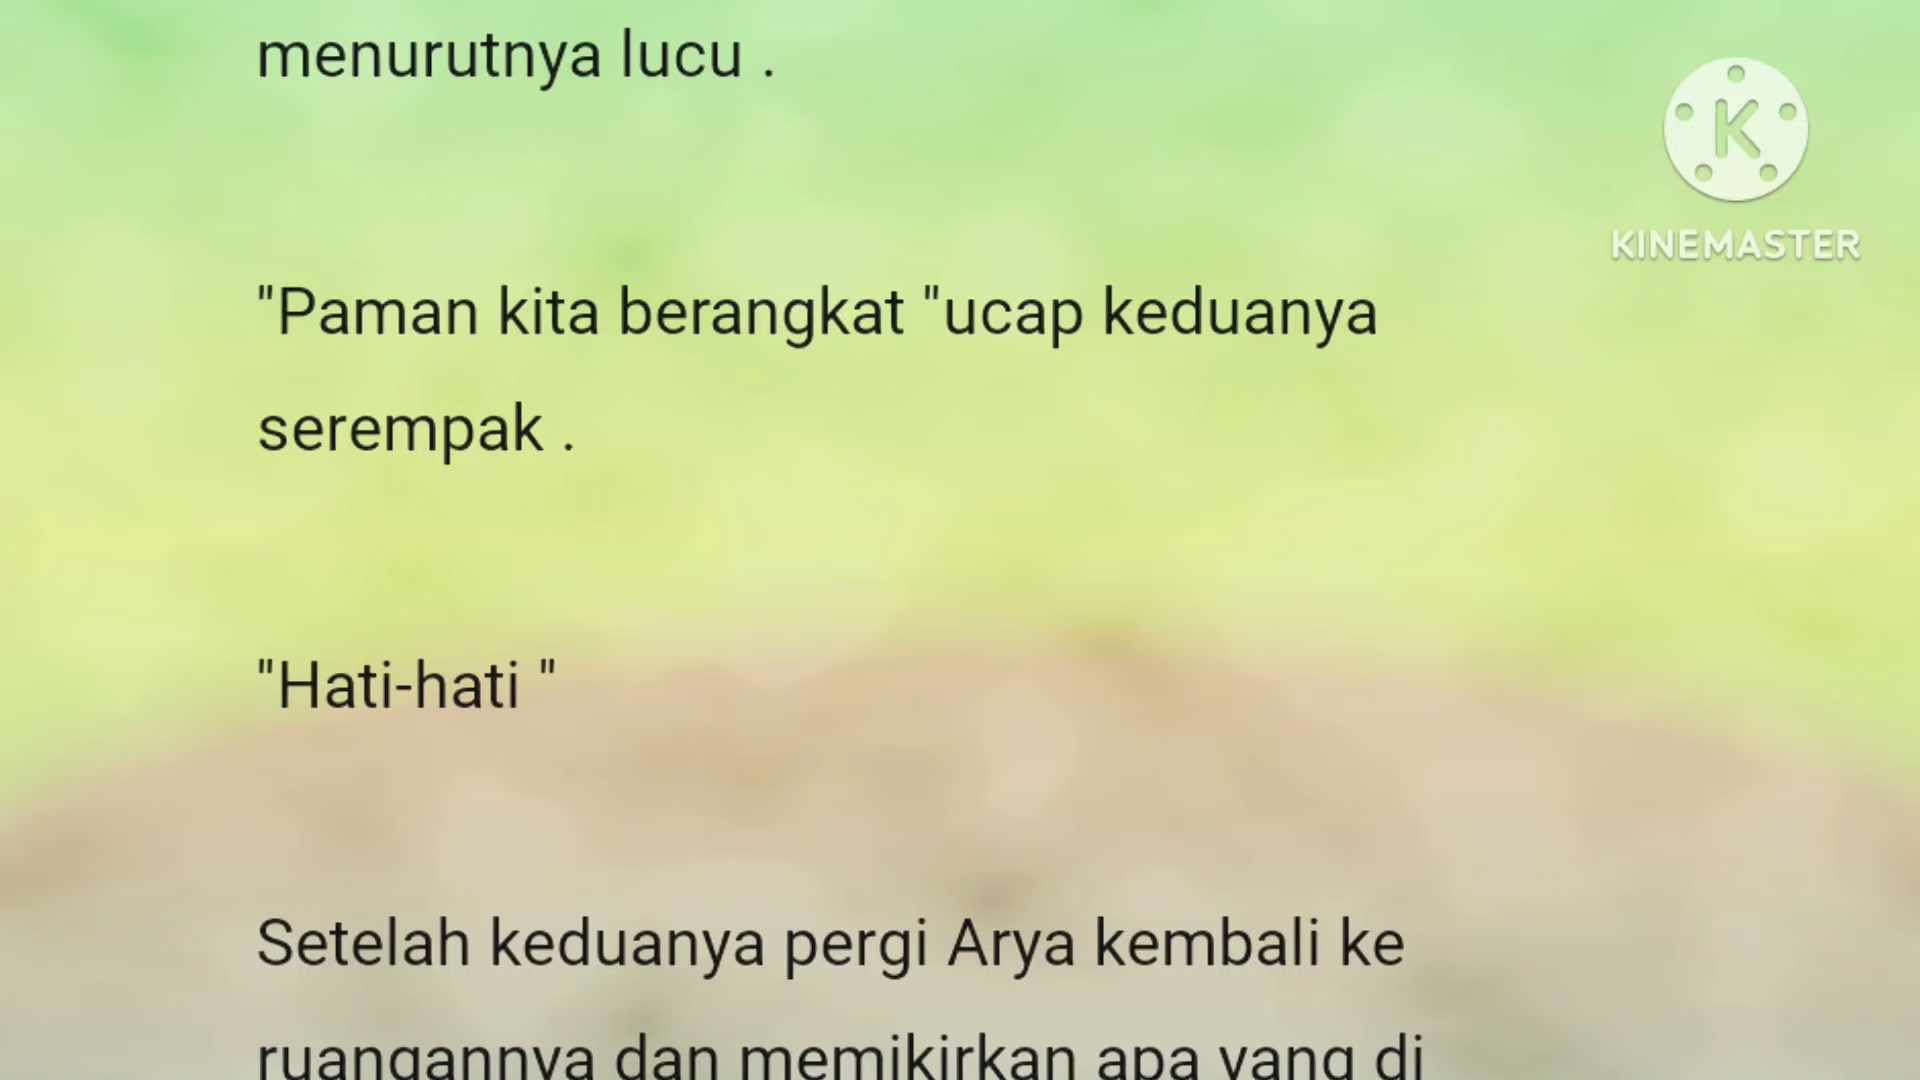 menurutnya lucu .
K
KINEMASTER
"Paman kita berangkat "ucap keduanya
serempak .
"Hati-hati "
Setelah keduanya pergi Arya kembali ke
ruangannya dan memikirkan apa yang di